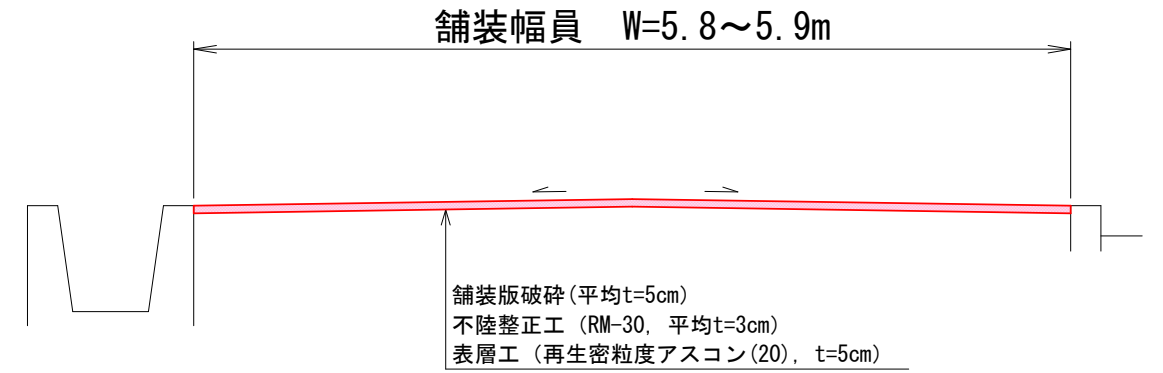 舗装幅員　W=5.8～5.9m
舗装版破砕(平均t=5cm)
不陸整正工（RM-30, 平均t=3cm）
表層工（再生密粒度アスコン(20), t=5cm）